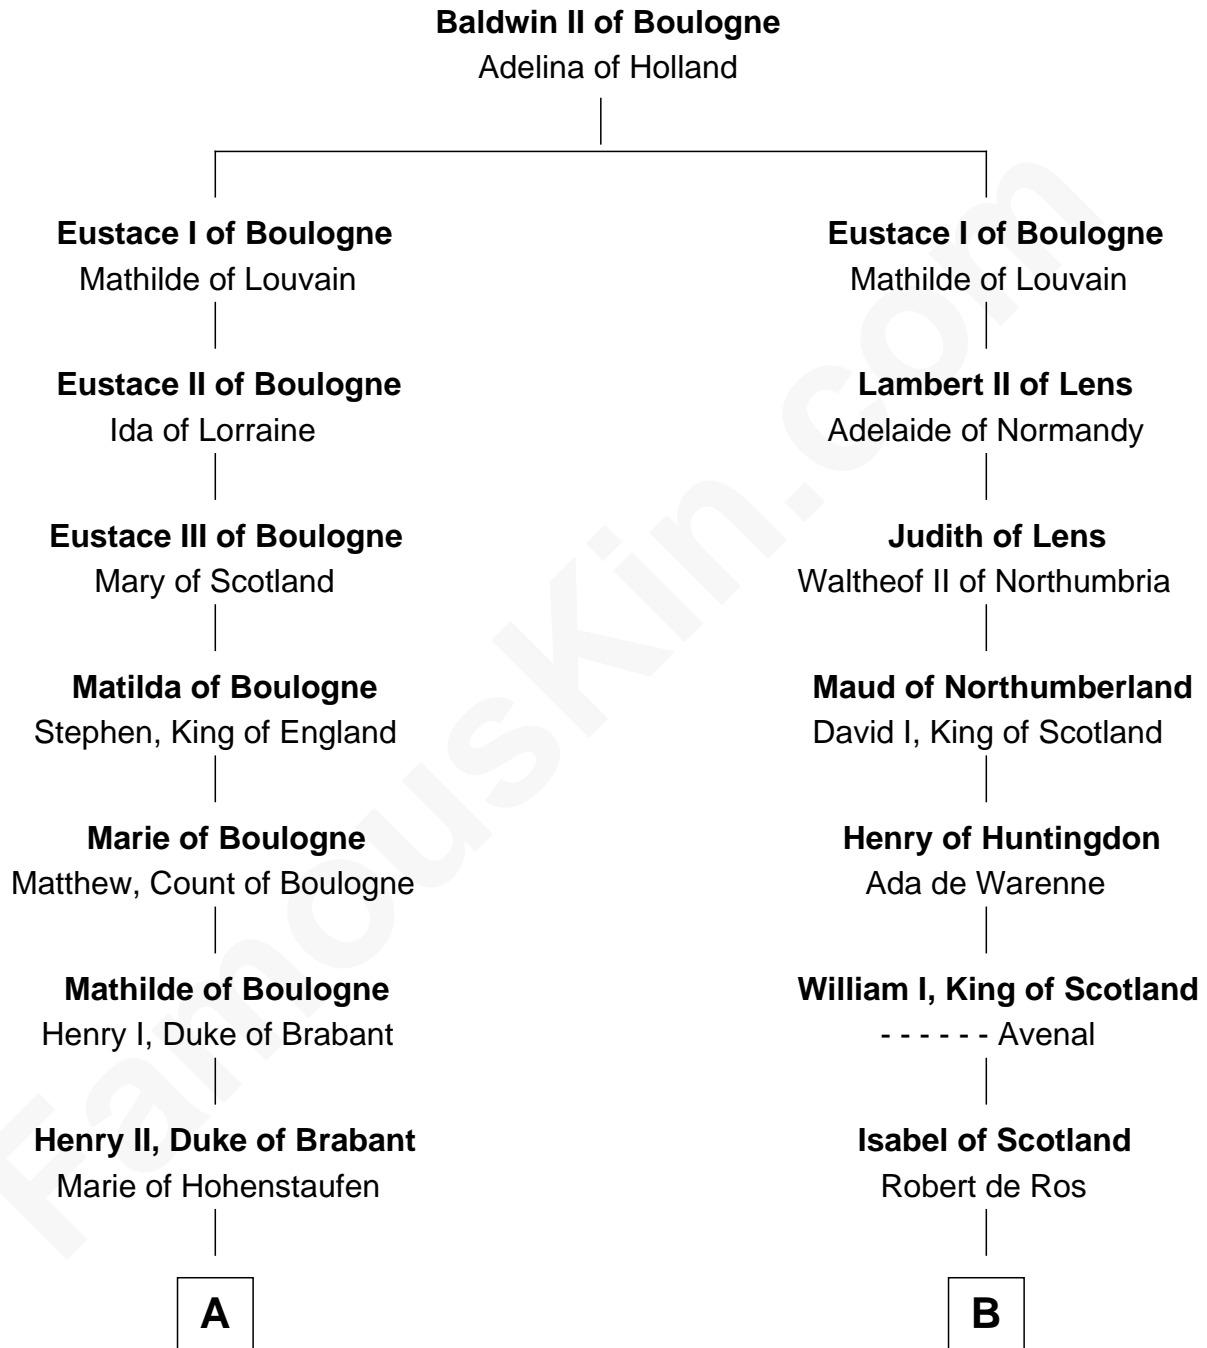 Baldwin II of Boulogne
Adelina of Holland
Eustace I of Boulogne
Mathilde of Louvain
Eustace II of Boulogne
Ida of Lorraine
Eustace III of Boulogne
Mary of Scotland
Matilda of Boulogne
Stephen, King of England
Marie of Boulogne
Matthew, Count of Boulogne
Mathilde of Boulogne
Henry I, Duke of Brabant
Henry II, Duke of Brabant
Marie of Hohenstaufen
A
Eustace I of Boulogne
Mathilde of Louvain
Lambert II of Lens
Adelaide of Normandy
Judith of Lens
Waltheof II of Northumbria
Maud of Northumberland
David I, King of Scotland
Henry of Huntingdon
Ada de Warenne
William I, King of Scotland
- - - - - - Avenal
Isabel of Scotland
Robert de Ros
B
FamousKin.com